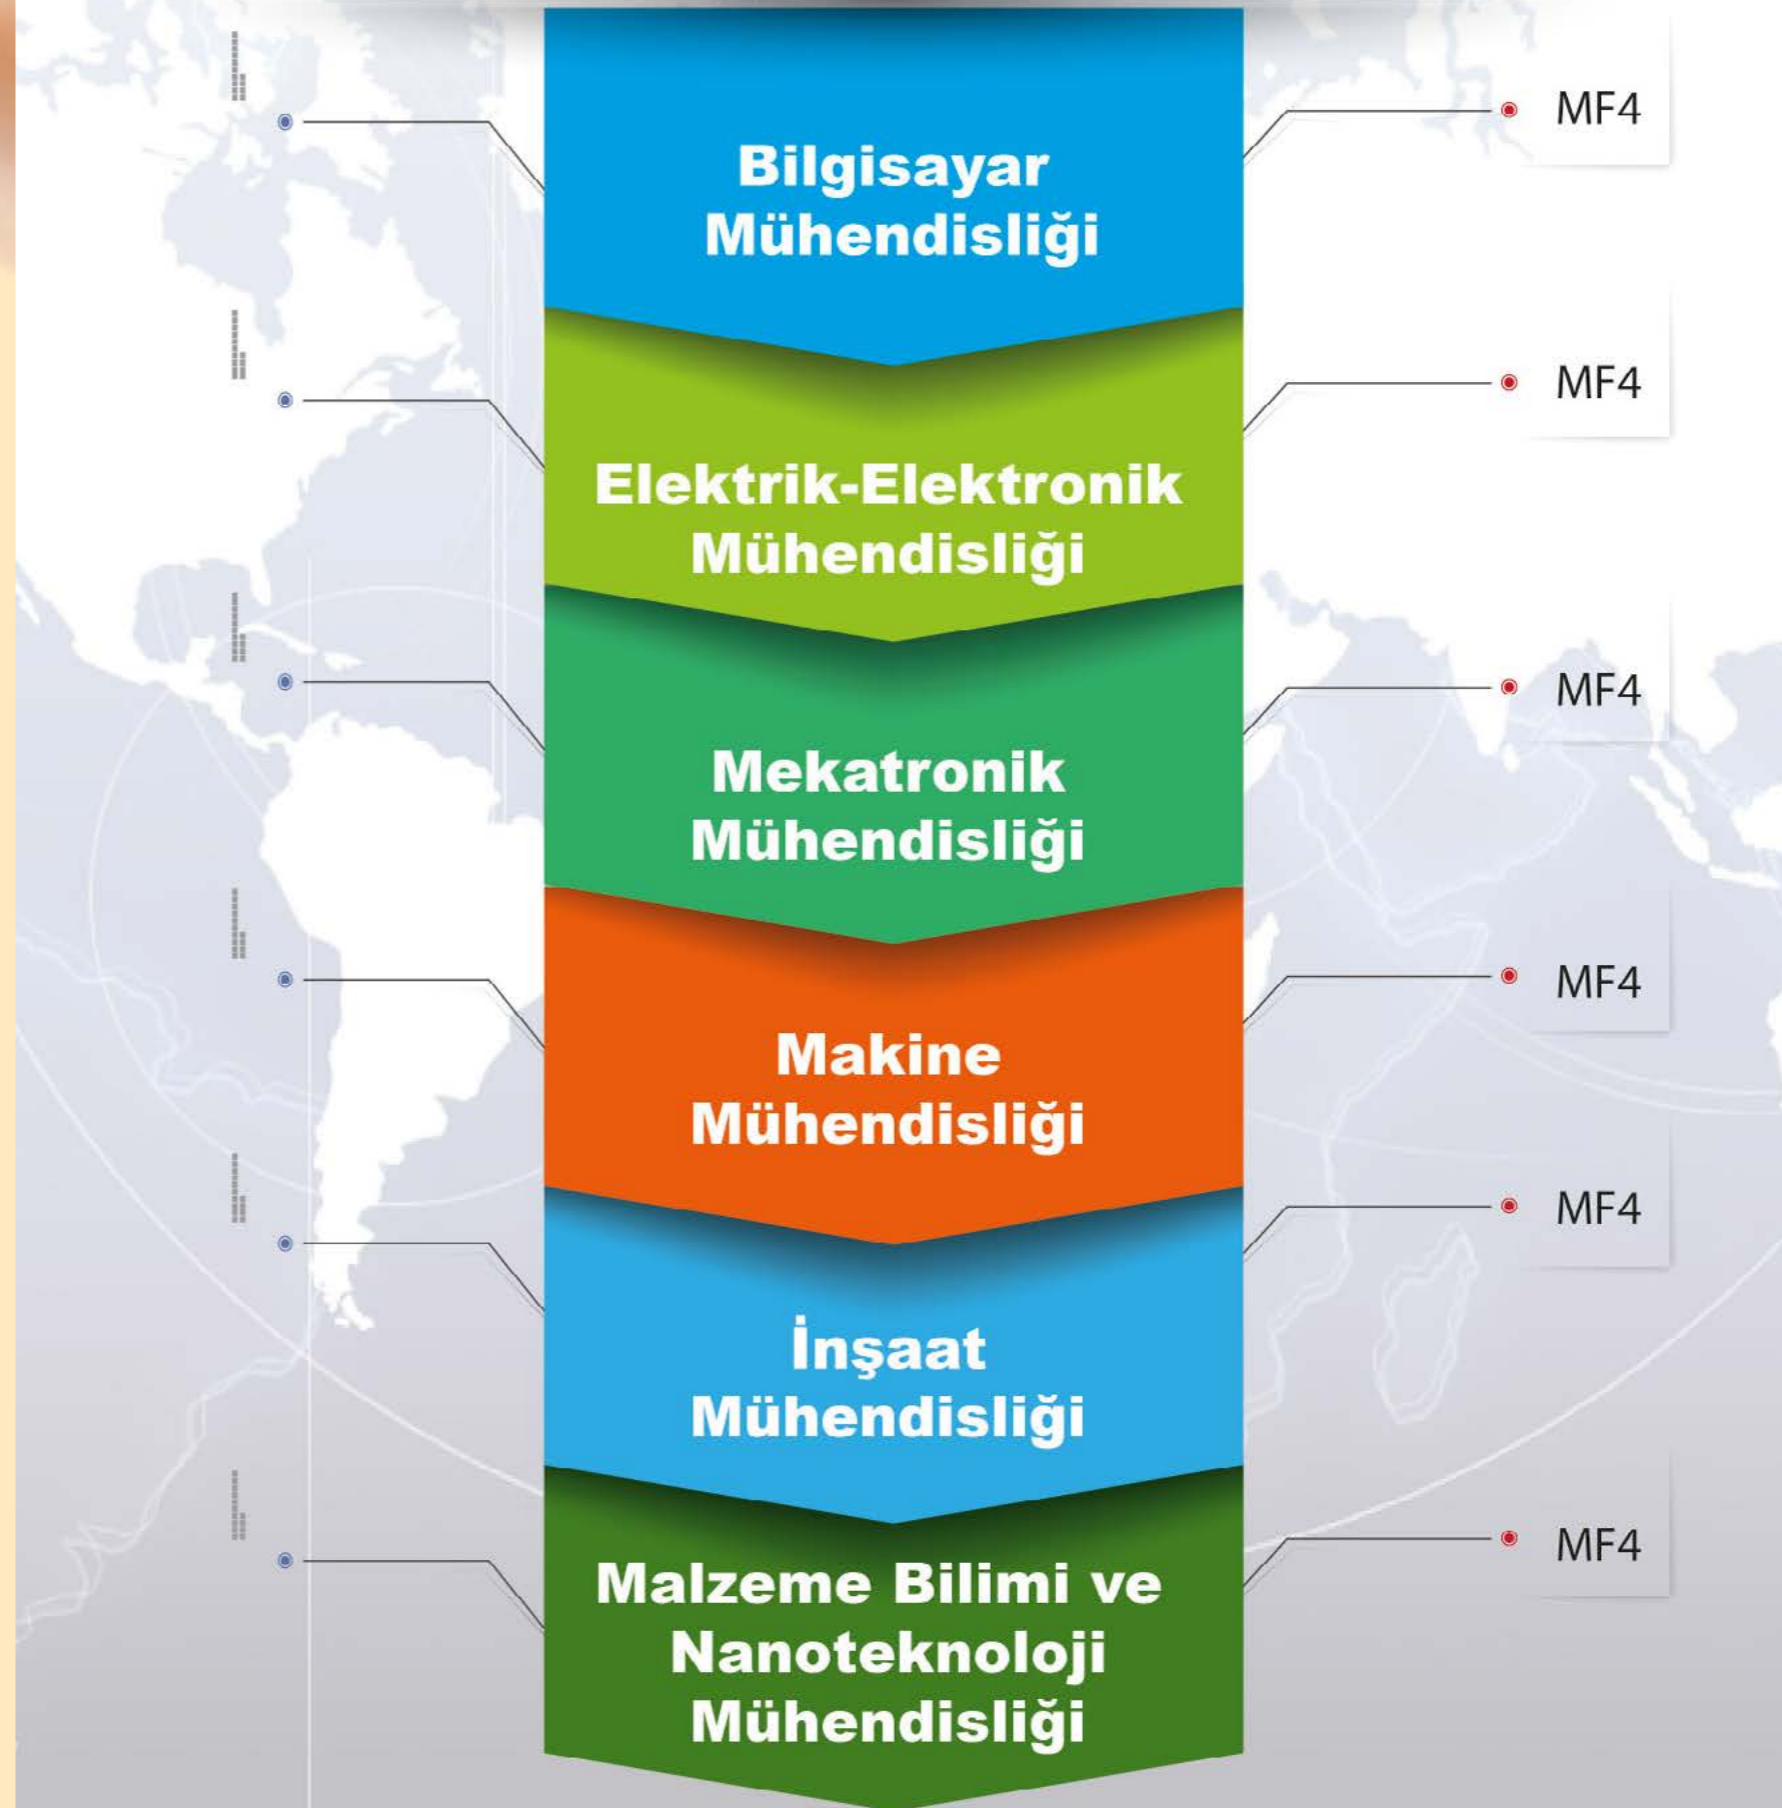 MF4
Bilgisayar
Mühendisliği
MF4
Elektrik-Elektronik
Mühendisliği
MF4
Mekatronik
Mühendisliği
MF4
Makine
Mühendisliği
MF4
İnşaat
Mühendisliği
MF4
Malzeme Bilimi ve
Nanoteknoloji
Mühendisliği